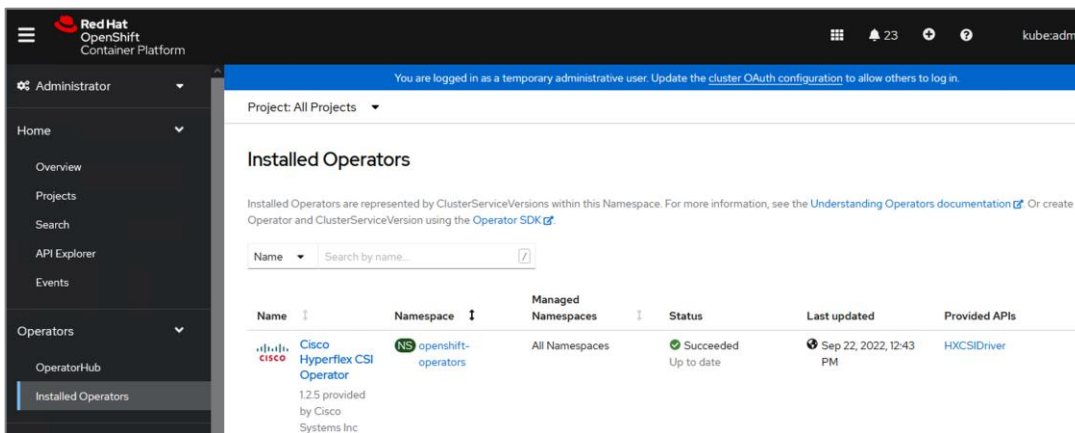 Red Hat
OpenShift
Container Platform
23
kube:adm
Administrator
You are logged in as a temporary administrative user. Update the cluster OAuth configuration to allow others to log in.
Project: All Projects
Home
Overview
Projects
Search
API Explorer
Events
Operators
OperatorHub
Installed Operators
Installed Operators
Installed Operators are represented by ClusterServiceVersions within this Namespace. For more information, see the Understanding Operators documentation. Or create
Operator and ClusterServiceVersion using the Operator SDK.
Name
Search by name...
/
Name
Namespace
Managed
Namespaces
Status
Last updated
Provided APIs
CISCO
Cisco
Hyperflex CSI
Operator
1.2.5 provided
by Cisco
Systems Inc
NS openshift-
operators
All Namespaces
Succeeded
Up to date
Sep 22, 2022, 12:43
PM
HXCSIDriver